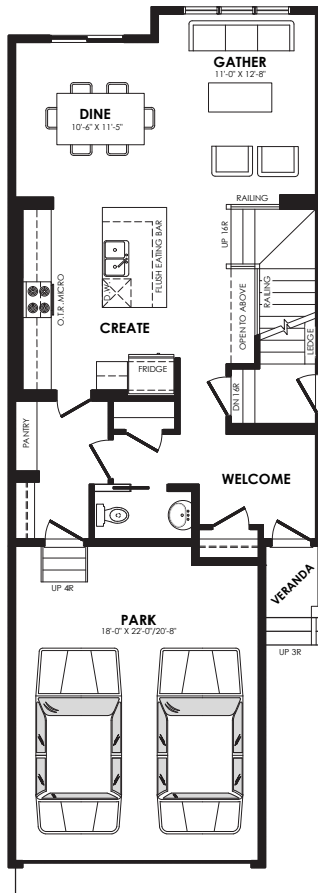 GATHER
11'-0" X 12'-8"
DINE
10'-6" X 11'-5"
RAILING
UP 16R
FLUSH EATING BAR
D.W.
O.T.R. MICRO
OPEN TO ABOVE
RAILING
LEDGE
CREATE
FRIDGE
DN 16R
PANTRY
WELCOME
VERANDA
UP 4R
PARK
18'-0" X 22'-0"/20'-8"
UP 3R